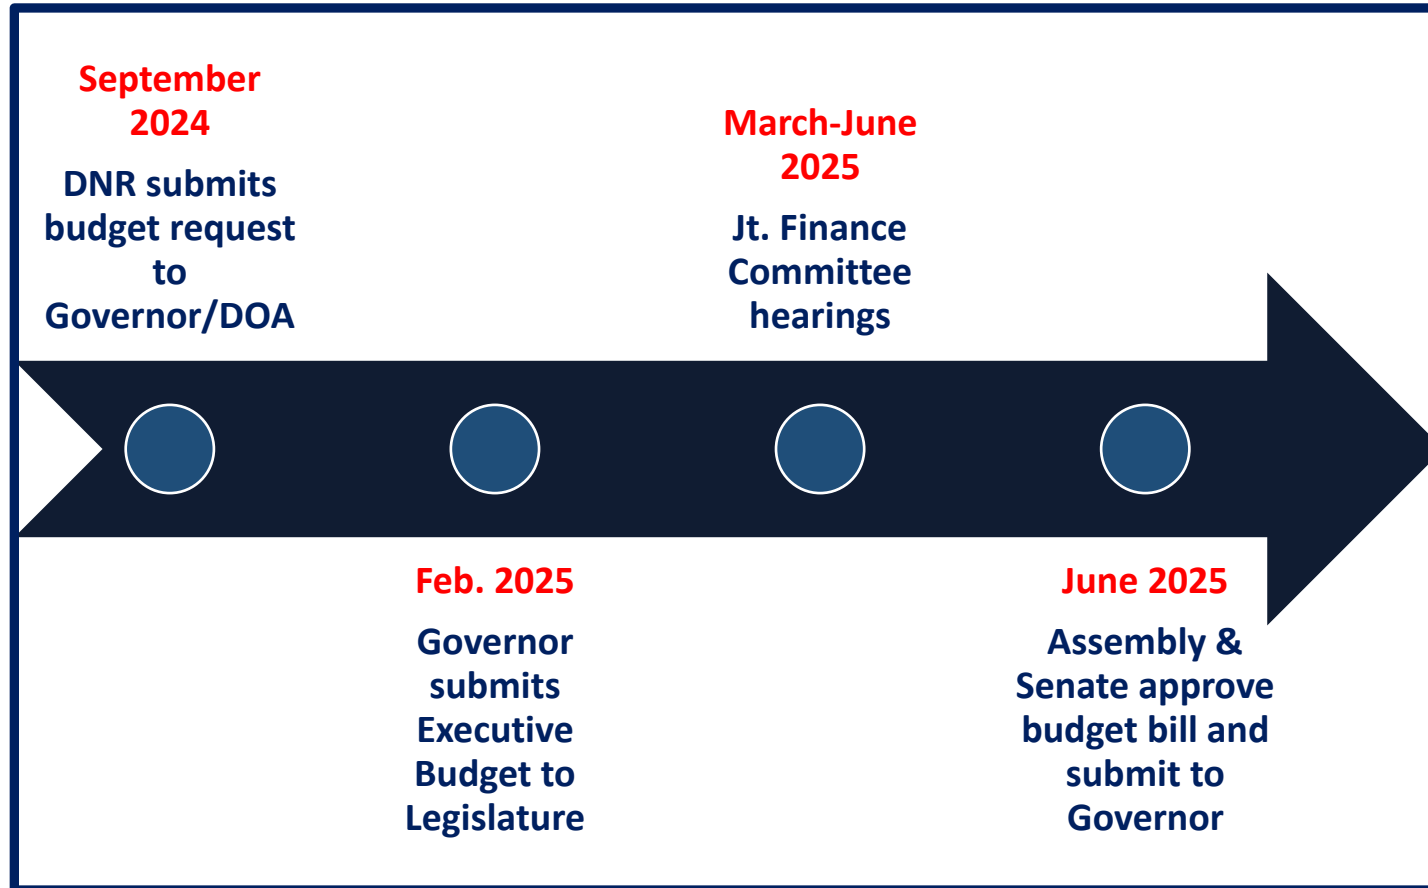 September
2024
DNR submits
budget request
to
Governor/DOA
Feb. 2025
Governor
submits
Executive
Budget to
Legislature
March-June
2025
Jt. Finance
Committee
hearings
June 2025
Assembly &
Senate approve
budget bill and
submit to
Governor